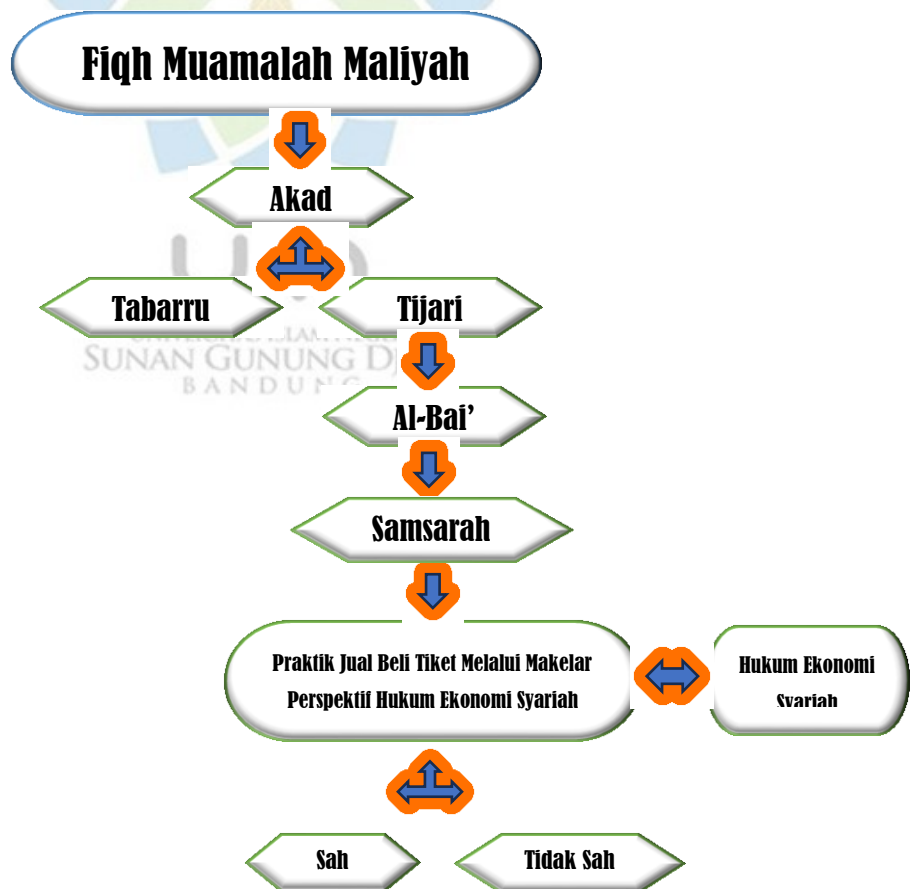 Fiqh Muamalah Maliyah
Akad
Tabarru
Tijari
SUNAN GUNUNG
BANDUNG
Al-Bai’
Samsarah
Praktik Jual Beli Tiket Melalui Makelar
Perspektif Hukum Ekonomi Syariah
Hukum Ekonomi
Syariah
Sah
Tidak Sah